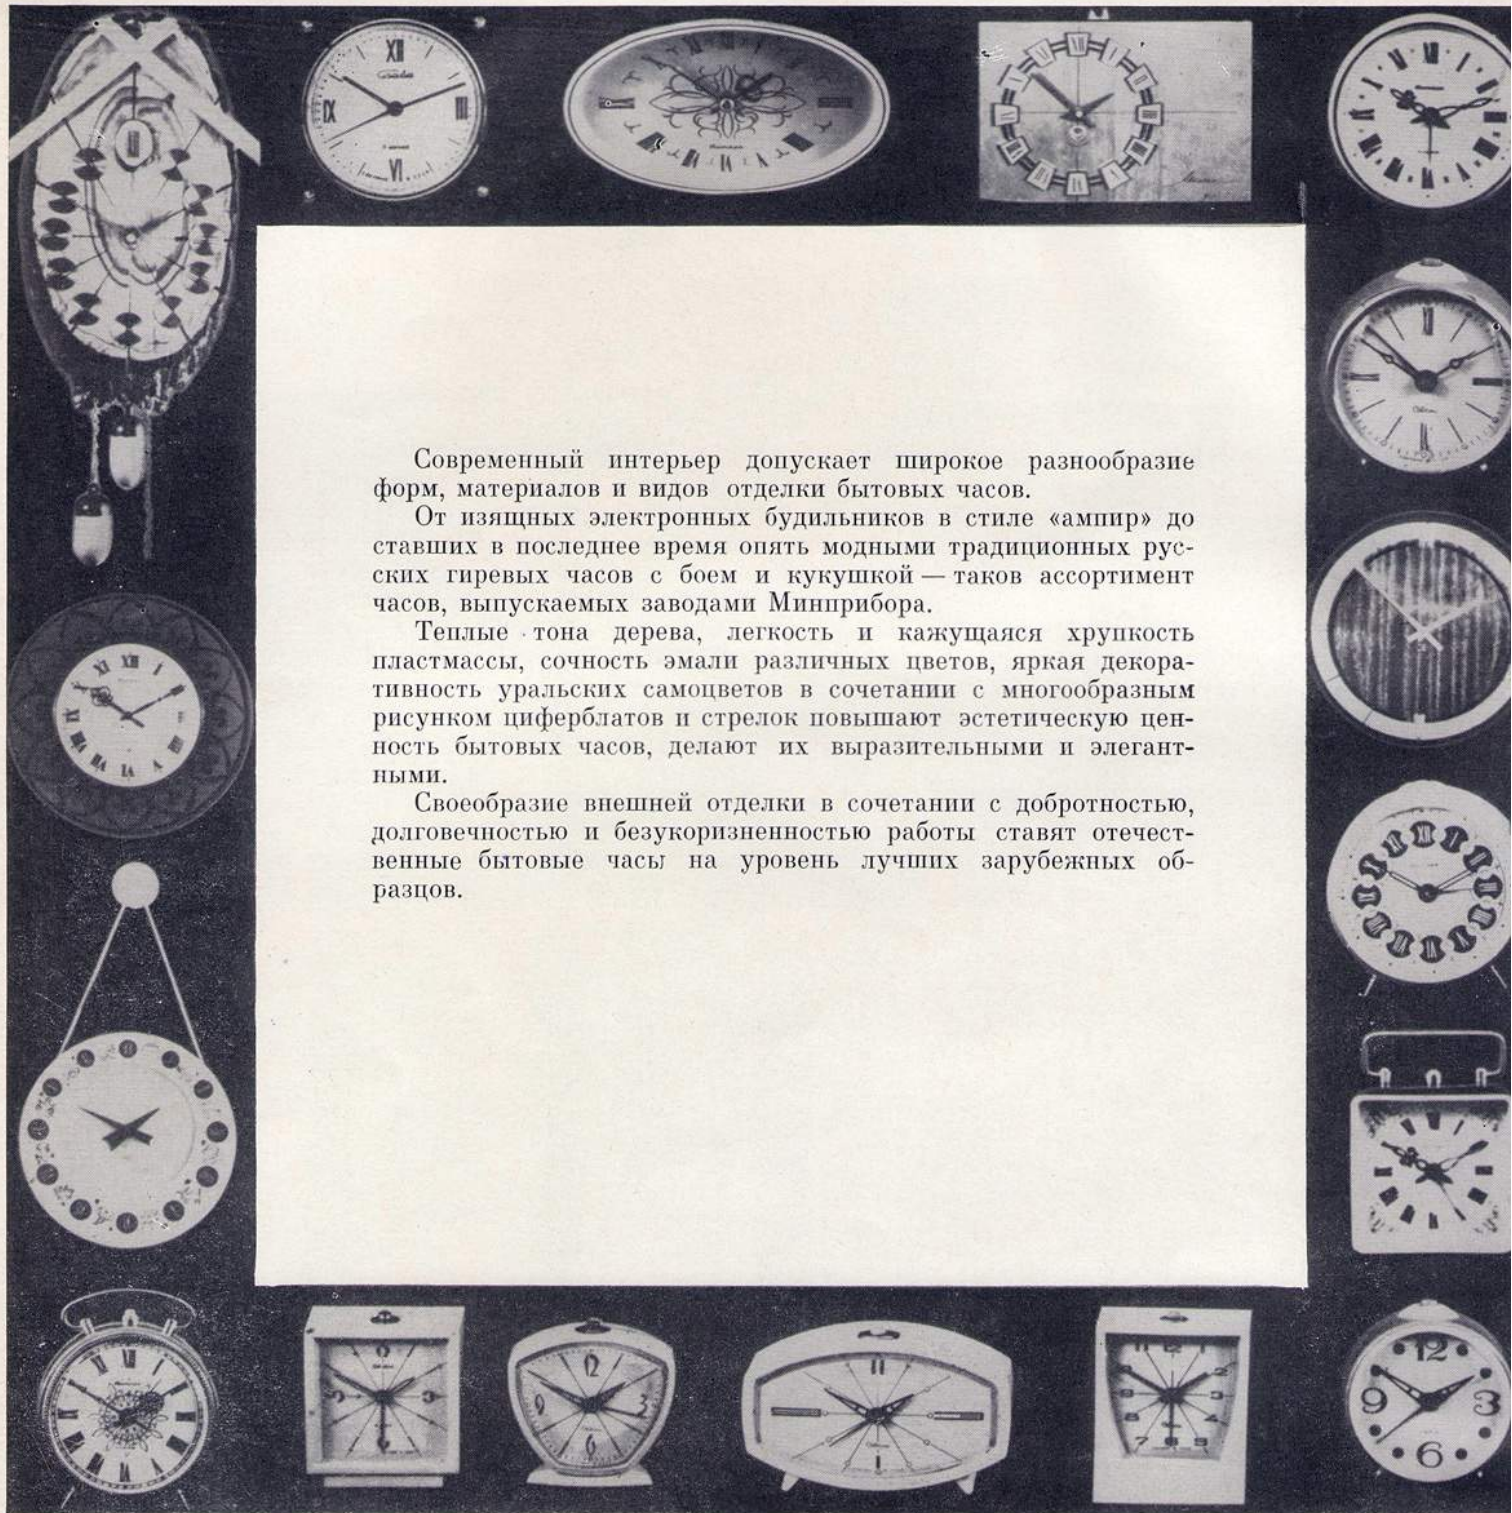 Современный интерьер допускает широкое разнообразие
форм, материалов и видов отделки бытовых часов.
От изящных электронных будильников в стиле «ампир» до
ставших в последнее время опять модными традиционных рус-
ских гиревых часов с боем и кукушкой — таков ассортимент
часов, выпускаемых заводами Минприбора.
Теплые тона дерева, легкость и кажущаяся хрупкость
пластмассы, сочность эмали различных цветов, яркая декора-
тивность уральских самоцветов в сочетании с многообразным
рисунком циферблатов и стрелок повышают эстетическую цен-
ность бытовых часов, делают их выразительными и элегант-
ными.
Своеобразие внешней отделки в сочетании с добротностью,
долговечностью и безукоризненностью работы ставят отечест-
венные бытовые часы на уровень лучших зарубежных об-
разцов.